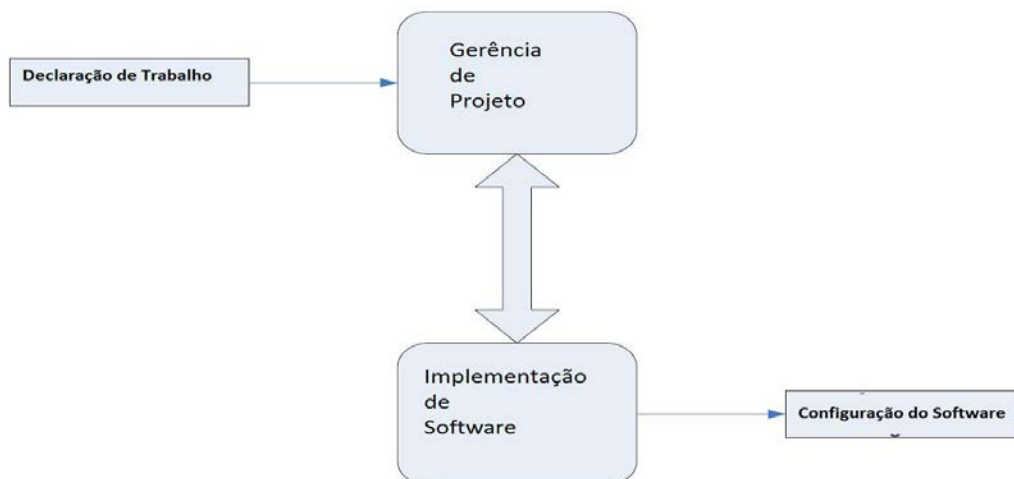 Declaração de Trabalho
Gerência
de
Projeto
Implementação
de
Software
Configuração do Software